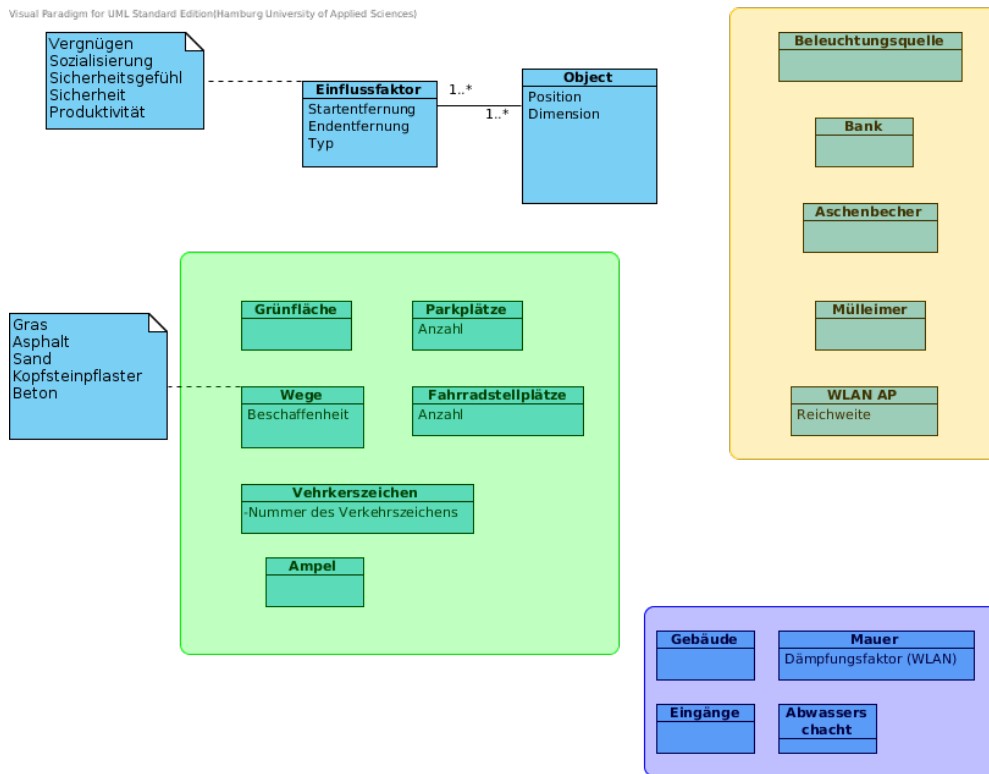 Visual Paradigm for UML Standard Edition(Hamburg University of Applied Sciences)
Vergnügen
Sozialisierung
Sicherheitsgefühl
Sicherheit
Produktivität
Einflussfaktor
Startentfernung
Endentfernung
Typ
1..*
1..*
Object
Position
Dimension
Beleuchtungsquelle
Bank
Aschenbecher
Mülleimer
WLAN AP
Reichweite
Gras
Asphalt
Sand
Kopfsteinpflaster
Beton
Grünfläche
Parkplätze
Anzahl
Wege
Beschaffenheit
Fahrradstellplätze
Anzahl
Vehrkerszeichen
-Nummer des Verkehrszeichens
Ampel
Gebäude
Mauer
Dämpfungsfaktor (WLAN)
Eingänge
Abwassers
chacht